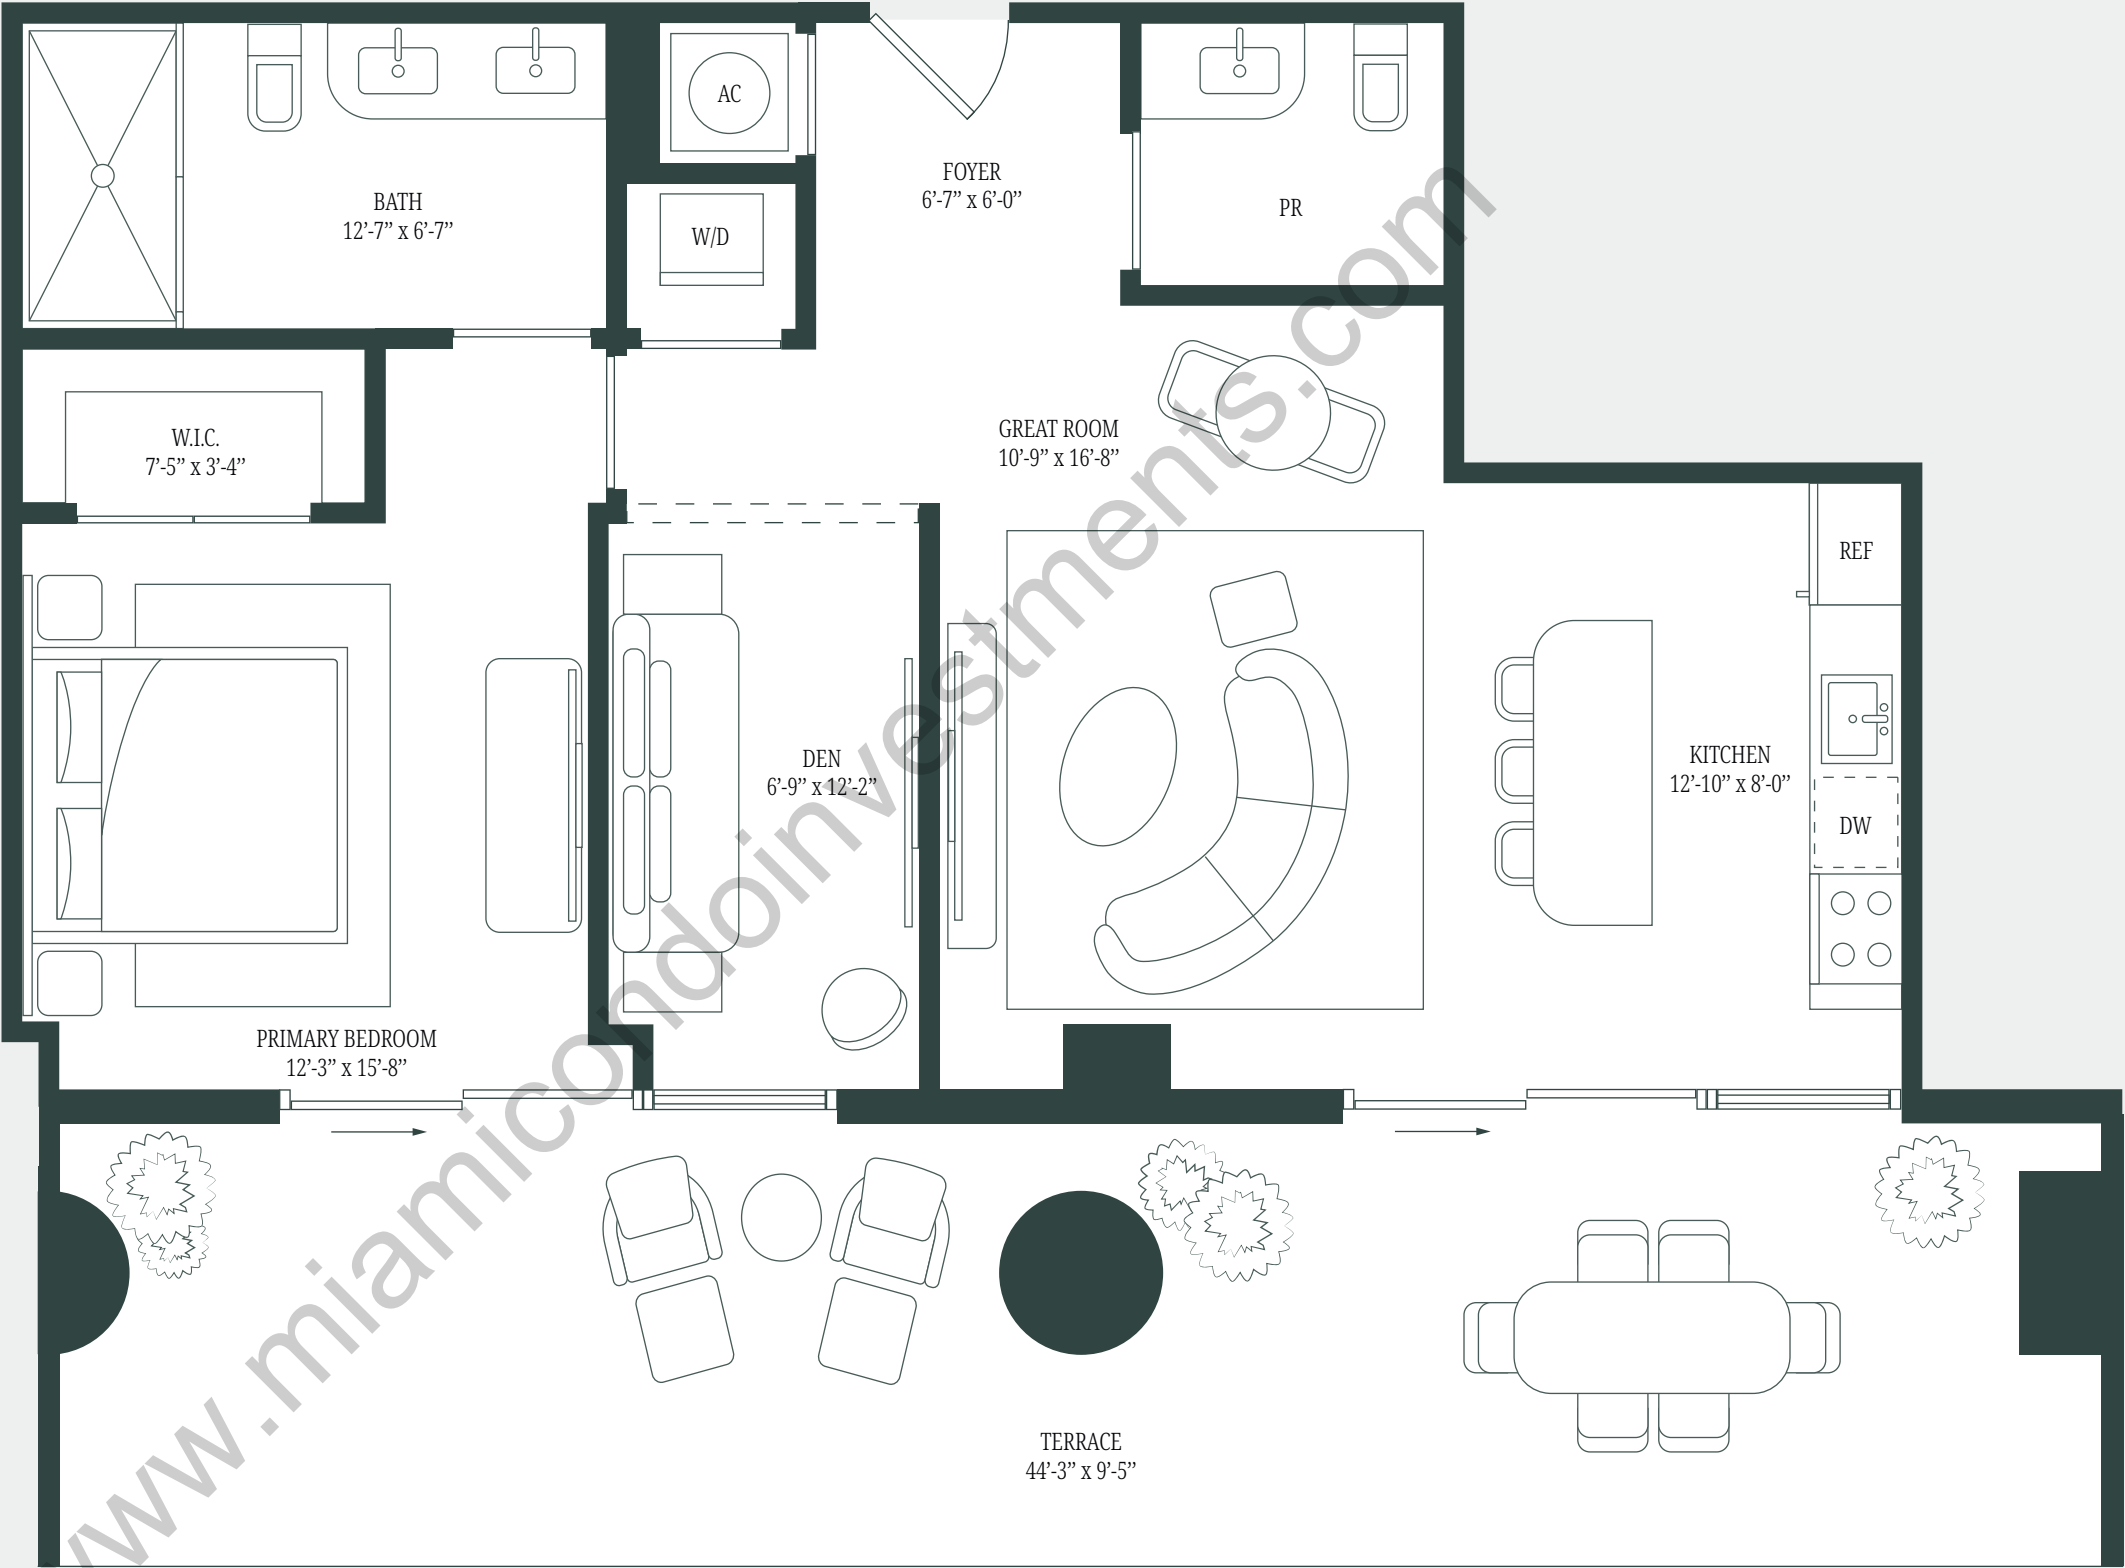 AC
FOYER
6’-7” x 6’-0”
BATH
12’-7” x 6’-7”
PR
W/D
W.I.C.
7’-5” x 3’-4”
GREAT ROOM
10’-9” x 16’-8”
REF
DEN
6’-9” x 12’-2”
KITCHEN
12’-10” x 8’-0”
DW
PRIMARY BEDROOM
12’-3” x 15’-8”
TERRACE
44’-3” x 9’-5”
www.miamicondoinvestments.com